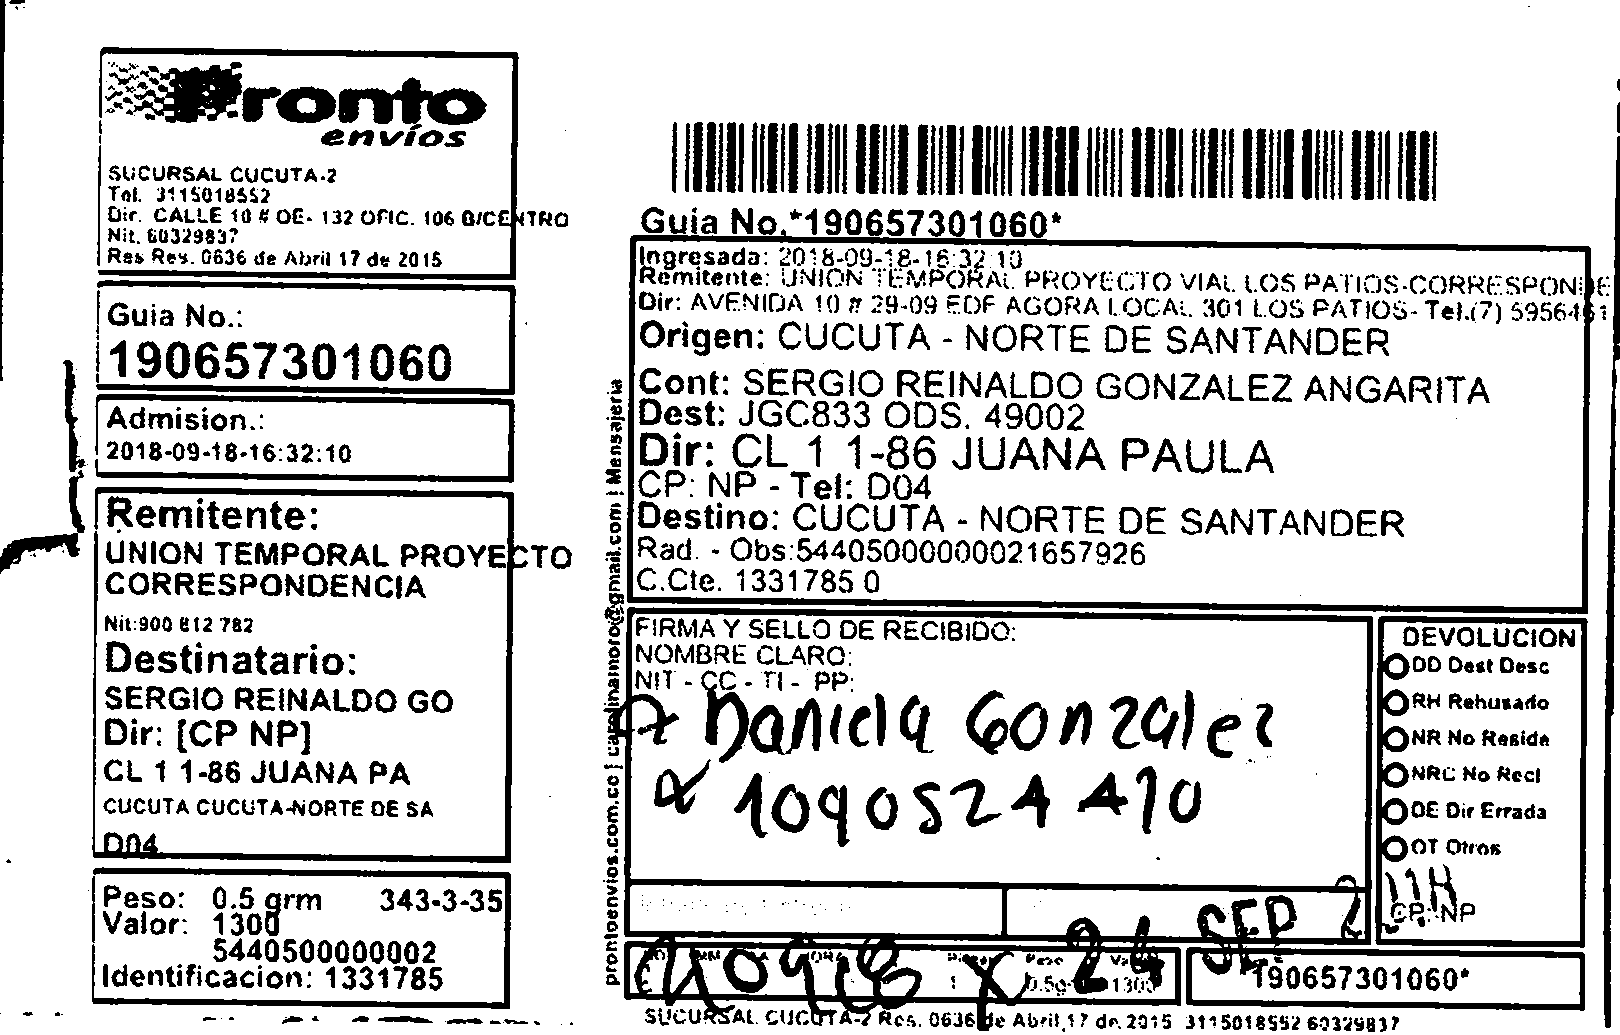 Pronto
envíos
SUCURSAL CUCUTA-2
Tel. 3115018552
Dir. CALLE 10 # OE- 132 OFIC. 106 B/CENTRO
Nit. 60329837
Res Res. 0636 de Abril 17 de 2015
Guia No.:
190657301060
Admision.:
2018-09-18-16:32:10
Remitente:
UNION TEMPORAL PROYECTO
CORRESPONDENCIA
Nit:900 812 782
Destinatario:
SERGIO REINALDO GO
Dir: [CP NP]
CL 1 1-86 JUANA PA
CUCUTA CUCUTA-NORTE DE SA
D04
Peso: 0.5 grm 343-3-35
Valor: 1300
5440500000002
Identificacion: 1331785
prontoenvios.com.co | carolinamoro@gmail.com | Mensajeria
Guia No.*190657301060*
Ingresada: 2018-09-18-16:32:10
Remitente: UNION TEMPORAL PROYECTO VIAL LOS PATIOS-CORRESPONDE
Dir: AVENIDA 10 # 29-09 EDF AGORA LOCAL 301 LOS PATIOS- Tel.(7) 5956461
Origen: CUCUTA - NORTE DE SANTANDER
Cont: SERGIO REINALDO GONZALEZ ANGARITA
Dest: JGC833 ODS. 49002
Dir: CL 1 1-86 JUANA PAULA
CP: NP - Tel: D04
Destino: CUCUTA - NORTE DE SANTANDER
Rad. - Obs:54405000000021657926
C.Cte. 1331785 0
FIRMA Y SELLO DE RECIBIDO:
NOMBRE CLARO:
NIT - CC - TI - PP:
Daniela Gonzalez
1090524410
DEVOLUCION
DD Dest Desc
RH Rehusado
NR No Reside
NRC No Recl
DE Dir Errada
OT Otros
11H
CP: NP
24 SEP 2
Peso
1 0.5g 1300
190657301060*
SUCURSAL CUCUTA-2 Res. 0636 de Abril 17 de 2015 3115018552 60329837